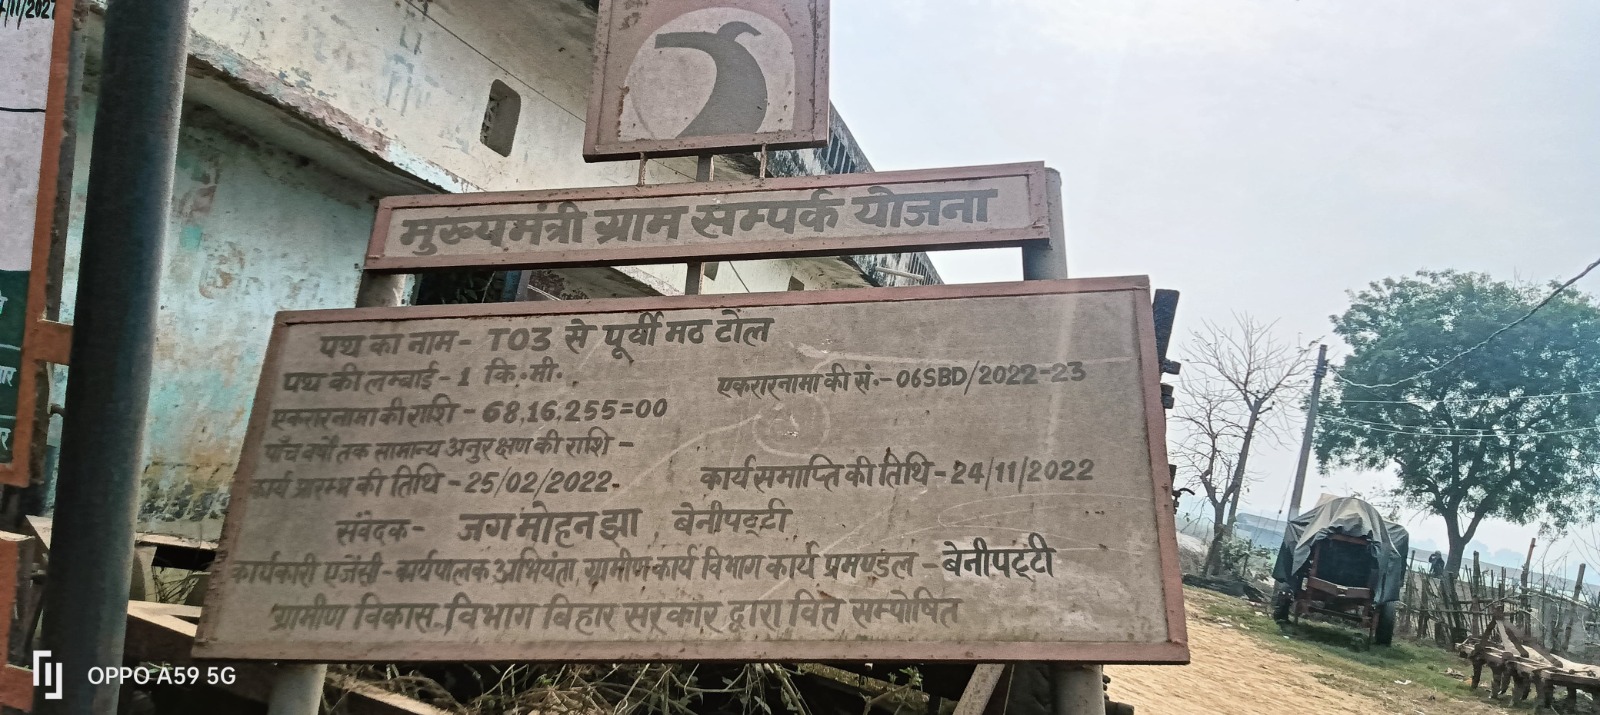 मुख्यमंत्री ग्राम सम्पर्क योजना
पथ का नाम - T03 से पूर्वी मठ टोल
पथ की लम्बाई - 1 कि.मी.
एकरारनामा की सं.- 06SBD/2022-23
एकरारनामा की राशि - 68,16,255=00
पाँच वर्षों तक सामान्य अनुरक्षण की राशि -
कार्य प्रारम्भ की तिथि - 25/02/2022-
कार्य समाप्ति की तिथि - 24/11/2022
संवेदक - जग मोहन झा बेनीपट्टी
कार्यकारी एजेंसी - कार्यपालक अभियंता, ग्रामीण कार्य विभाग कार्य प्रमण्डल - बेनीपट्टी
ग्रामीण विकास विभाग बिहार सरकार द्वारा वित्त सम्पोषित
OPPO A59 5G